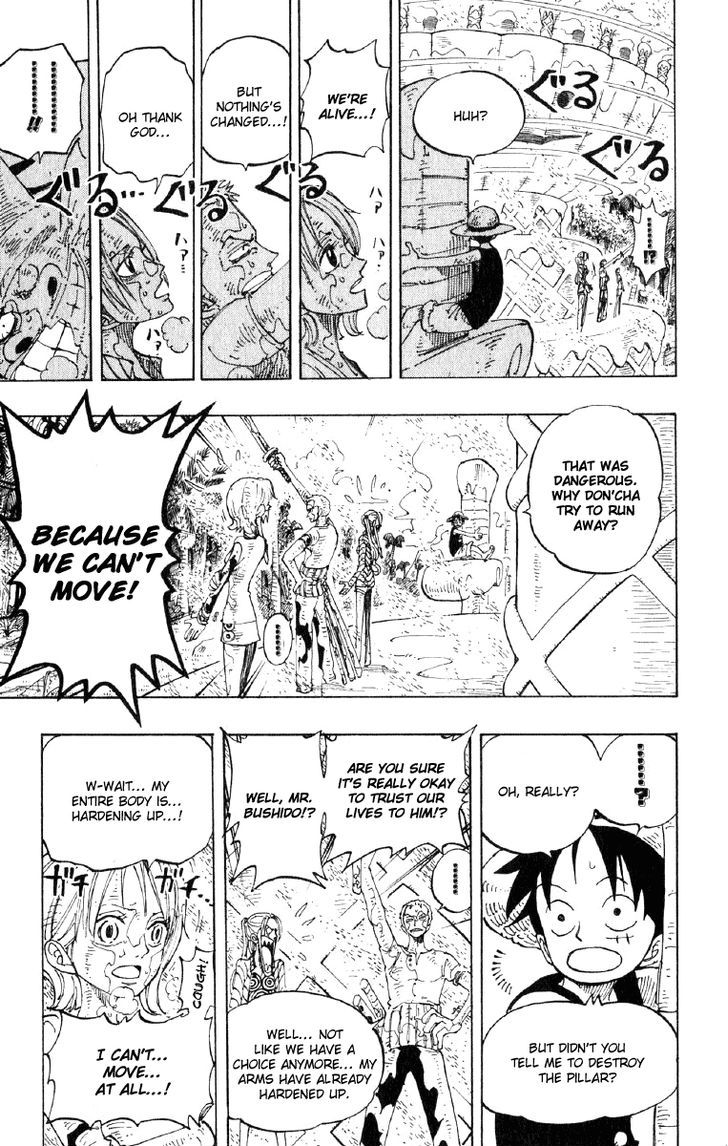 HUH?
ぐる
ぐる
.......!?
WE'RE
ALIVE...!
ハァ
BUT
NOTHING'S
CHANGED...!
ぐる
OH THANK
GOD...
ハァ
ハァ
ぐる
ぐる
..........!!
THAT WAS
DANGEROUS.
WHY DON'CHA
TRY TO RUN
AWAY?
......
BECAUSE
WE CAN'T
MOVE!
........?
OH, REALLY?
BUT DIDN'T YOU
TELL ME TO DESTROY
THE PILLAR?
ARE YOU SURE
IT'S REALLY OKAY
TO TRUST OUR
LIVES TO HIM!?
WELL, MR.
BUSHIDO!?
......
WELL... NOT
LIKE WE HAVE A
CHOICE ANYMORE... MY
ARMS HAVE ALREADY
HARDENED UP.
W-WAIT... MY
ENTIRE BODY IS...
HARDENING UP...!
ガチ
ガチ...
COUGH!
I CAN'T...
MOVE...
AT ALL...!